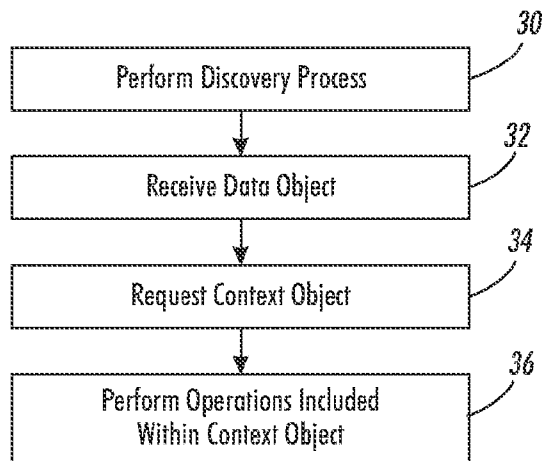 30
Perform Discovery Process
32
Receive Data Object
34
Request Context Object
36
Perform Operations Included
Within Context Object